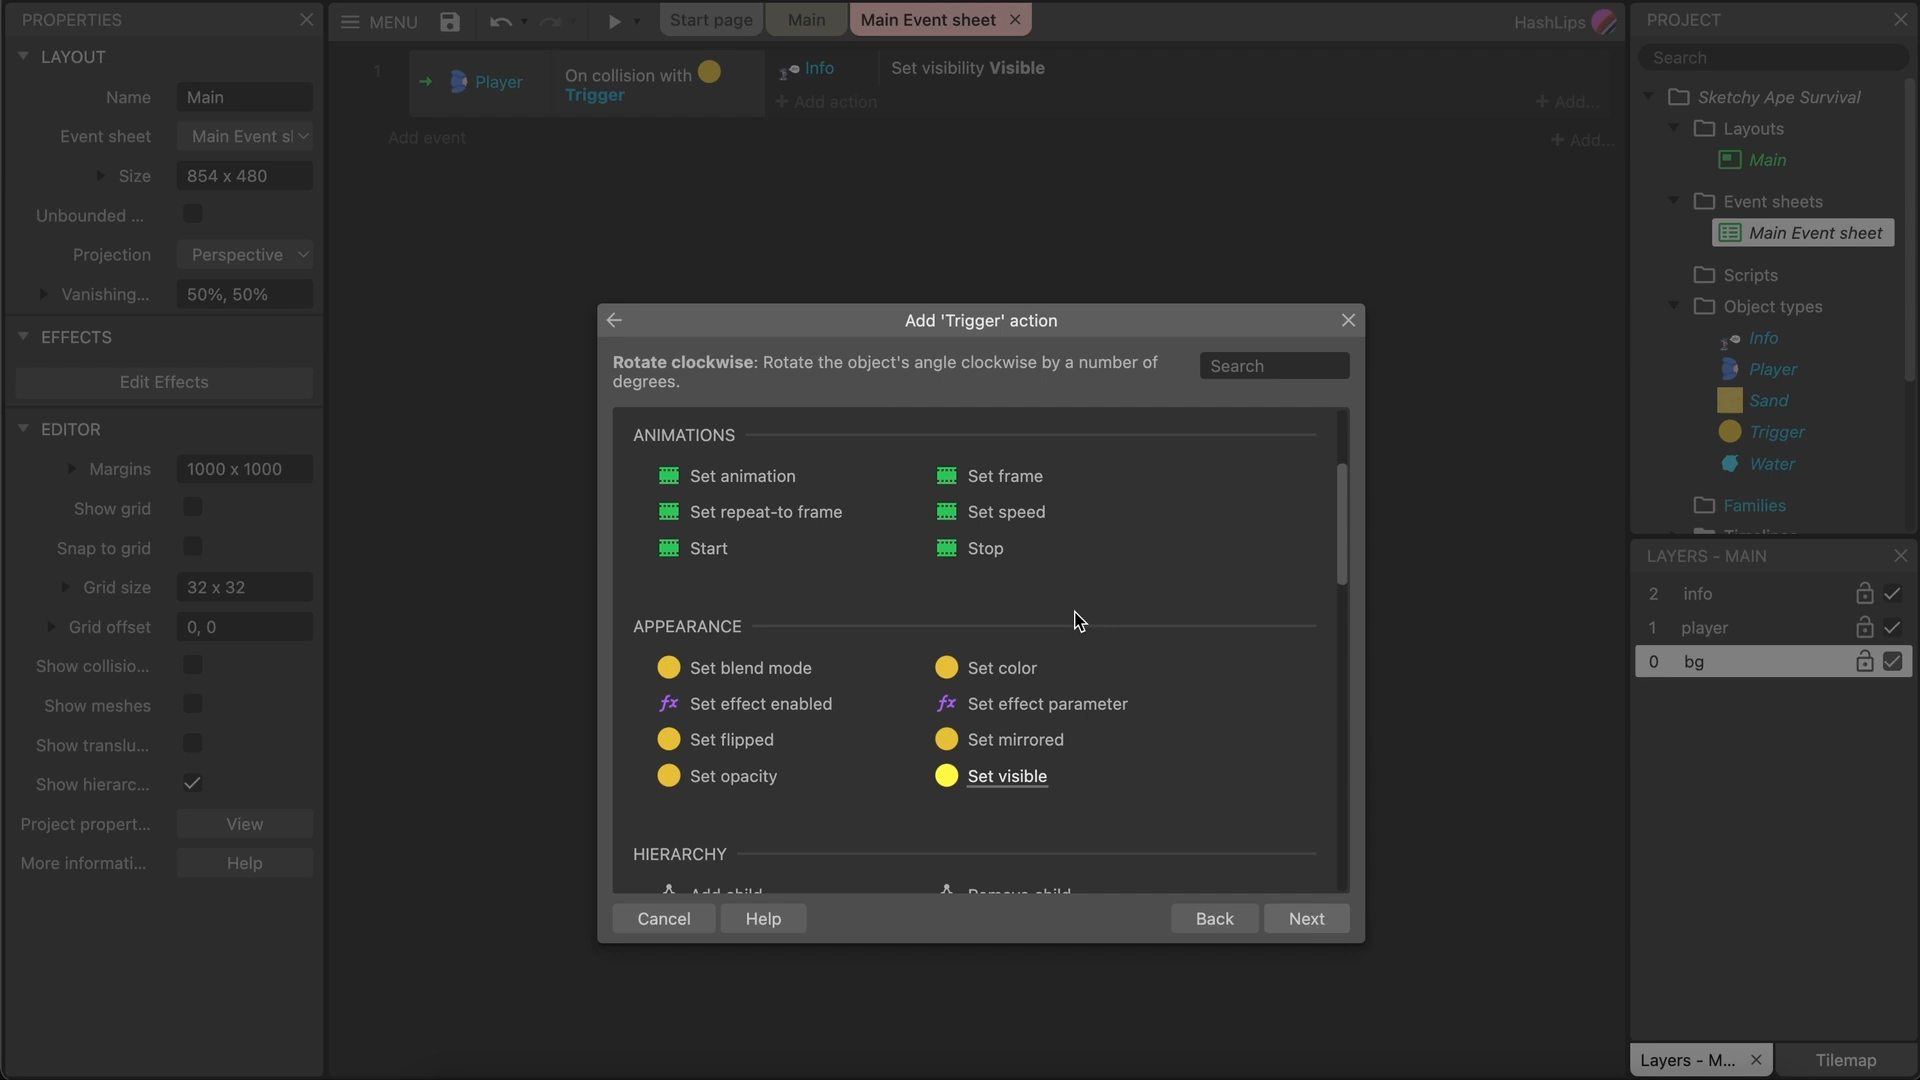 PROPERTIES
LAYOUT
Name Main
Event sheet Main Event sl
Size 854 x 480
Unbounded ...
Projection Perspective
Vanishing... 50%, 50%
EFFECTS
Edit Effects
EDITOR
Margins 1000 x 1000
Show grid
Snap to grid
Grid size 32 x 32
Grid offset 0, 0
Show collisio...
Show meshes
Show translu...
Show hierarc...
Project propert... View
More informati... Help
MENU
Start page
Main
Main Event sheet
HashLips
1
Player
On collision with
Trigger
Info
Set visibility Visible
+ Add action
+ Add...
Add event
+ Add...
Add 'Trigger' action
Rotate clockwise: Rotate the object's angle clockwise by a number of
degrees.
Search
ANIMATIONS
Set animation Set frame
Set repeat-to frame Set speed
Start Stop
APPEARANCE
Set blend mode Set color
fx Set effect enabled fx Set effect parameter
Set flipped Set mirrored
Set opacity Set visible
HIERARCHY
Add child Remove child
Cancel Help Back Next
PROJECT
Search
Sketchy Ape Survival
Layouts
Main
Event sheets
Main Event sheet
Scripts
Object types
Info
Player
Sand
Trigger
Water
Families
Timelines
LAYERS - MAIN
2 info
1 player
0 bg
Layers - M...
Tilemap